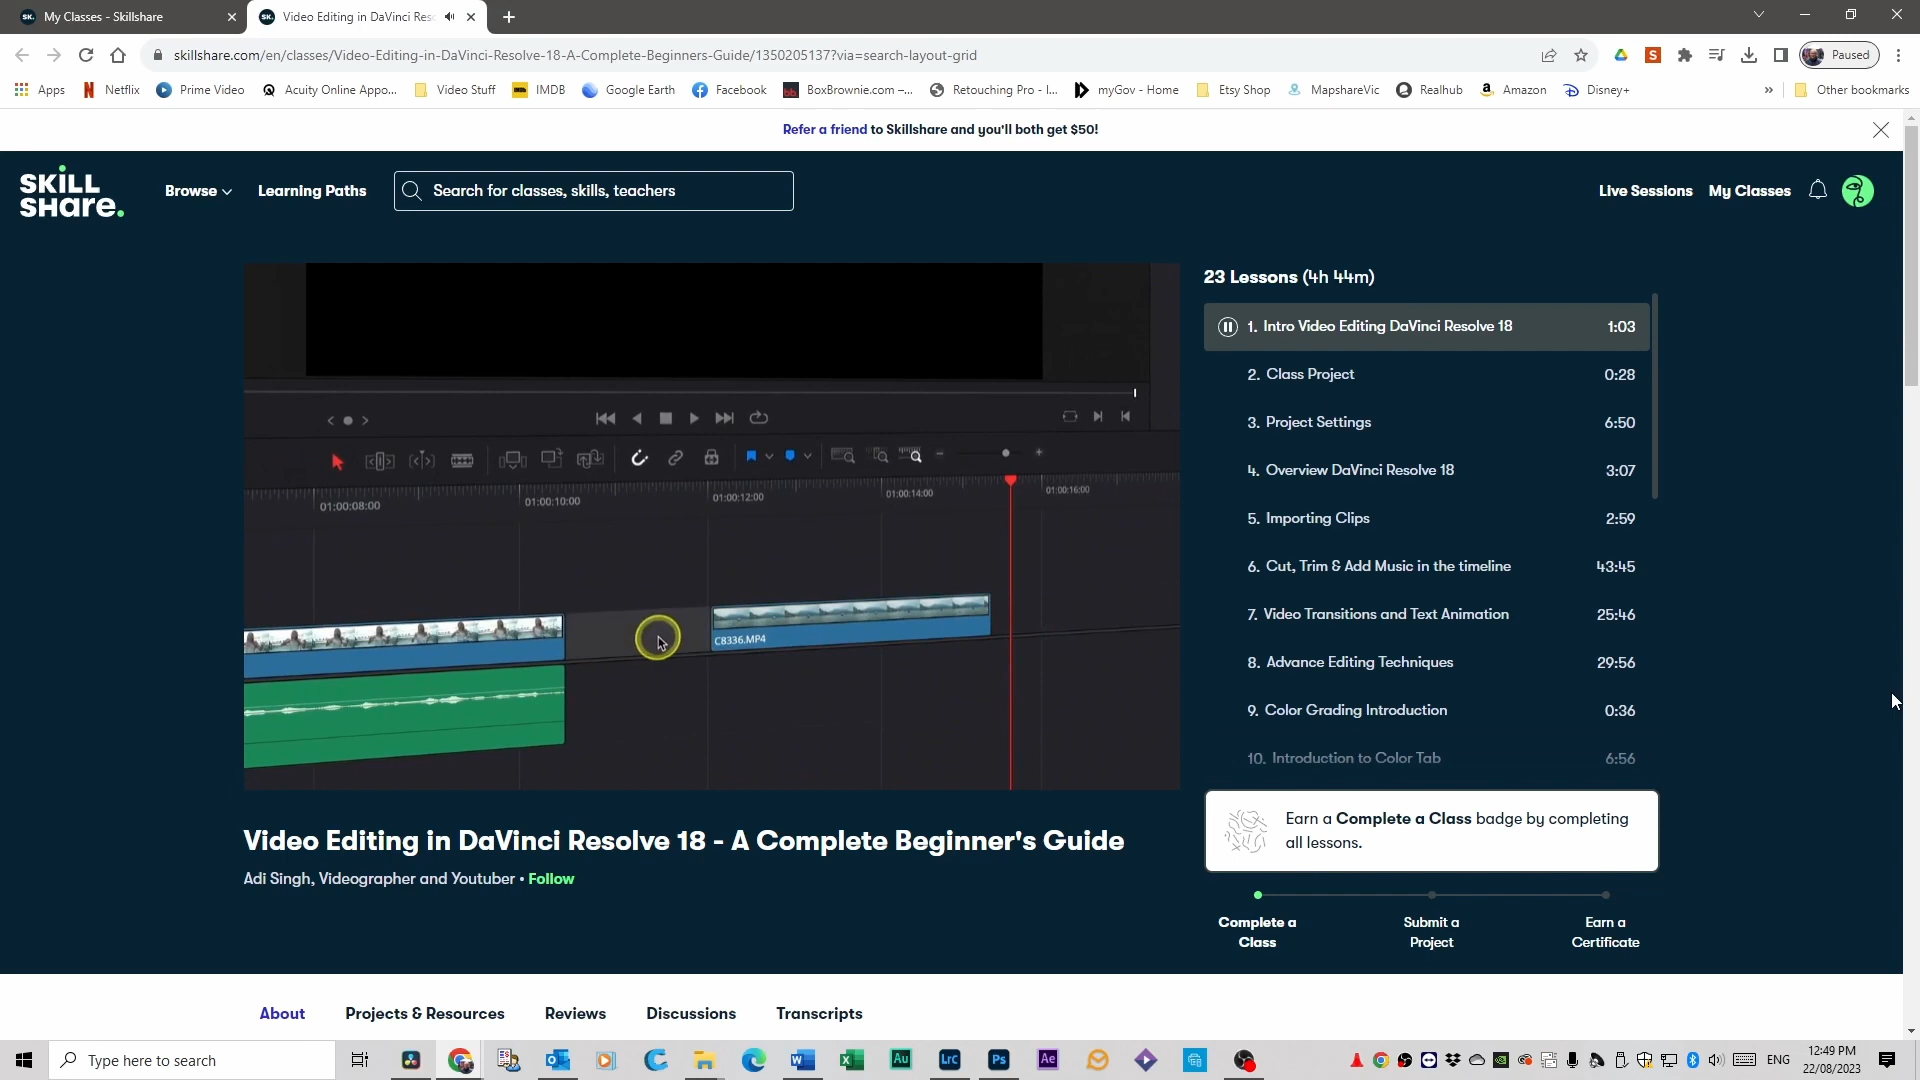 My Classes - Skillshare
Video Editing in DaVinci Reso
skillshare.com/en/classes/Video-Editing-in-DaVinci-Resolve-18-A-Complete-Beginners-Guide/1350205137?via=search-layout-grid
Paused
Apps
Netflix
Prime Video
Acuity Online Appo...
Video Stuff
IMDB
Google Earth
Facebook
BoxBrownie.com –...
Retouching Pro - I...
myGov - Home
Etsy Shop
MapshareVic
Realhub
Amazon
Disney+
»
Other bookmarks
Refer a friend to Skillshare and you'll both get $50!
SKiLL
SHare.
Browse
Learning Paths
Search for classes, skills, teachers
Live Sessions
My Classes
01:00:08:00
01:00:10:00
01:00:12:00
01:00:14:00
01:00:16:00
C8336.MP4
23 Lessons (4h 44m)
1. Intro Video Editing DaVinci Resolve 18 1:03
2. Class Project 0:28
3. Project Settings 6:50
4. Overview DaVinci Resolve 18 3:07
5. Importing Clips 2:59
6. Cut, Trim & Add Music in the timeline 43:45
7. Video Transitions and Text Animation 25:46
8. Advance Editing Techniques 29:56
9. Color Grading Introduction 0:36
10. Introduction to Color Tab 6:56
Earn a Complete a Class badge by completing
all lessons.
Complete a
Class
Submit a
Project
Earn a
Certificate
Video Editing in DaVinci Resolve 18 - A Complete Beginner's Guide
Adi Singh, Videographer and Youtuber • Follow
About
Projects & Resources
Reviews
Discussions
Transcripts
Type here to search
Au
Lrc
Ps
Ae
ENG
12:49 PM
22/08/2023